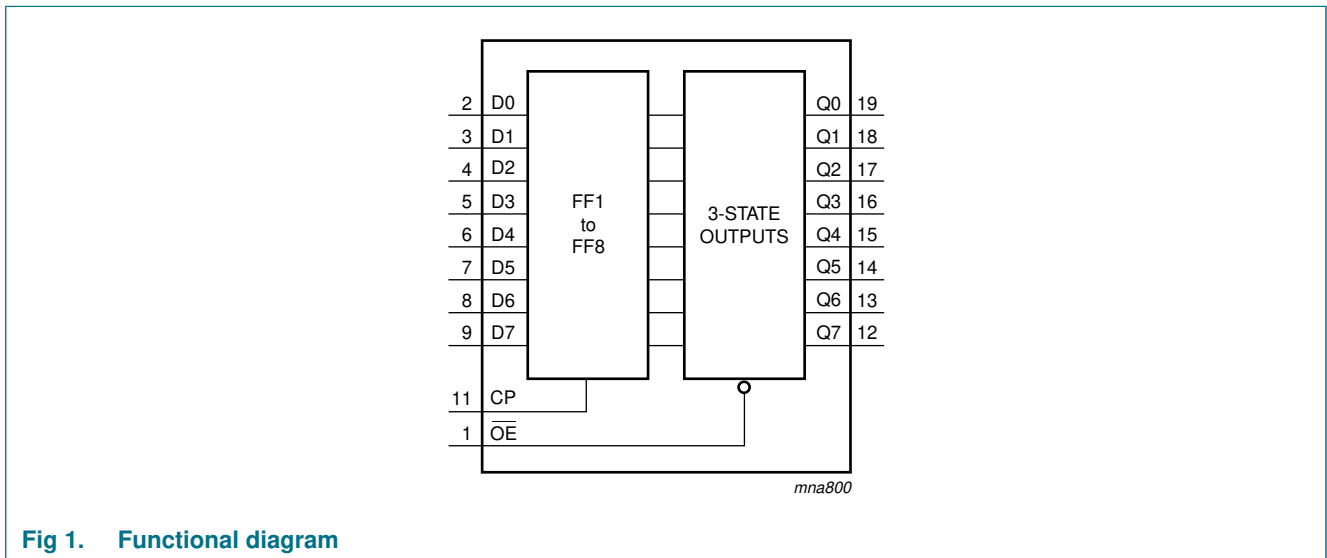 2 D0 Q0 19
3 D1 Q1 18
4 D2 Q2 17
5 D3 FF1 Q3 16
to 3-STATE
6 D4 FF8 OUTPUTS Q4 15
7 D5 Q5 14
8 D6 Q6 13
9 D7 Q7 12
11 CP
1 O̅E̅
mna800
Fig 1. Functional diagram